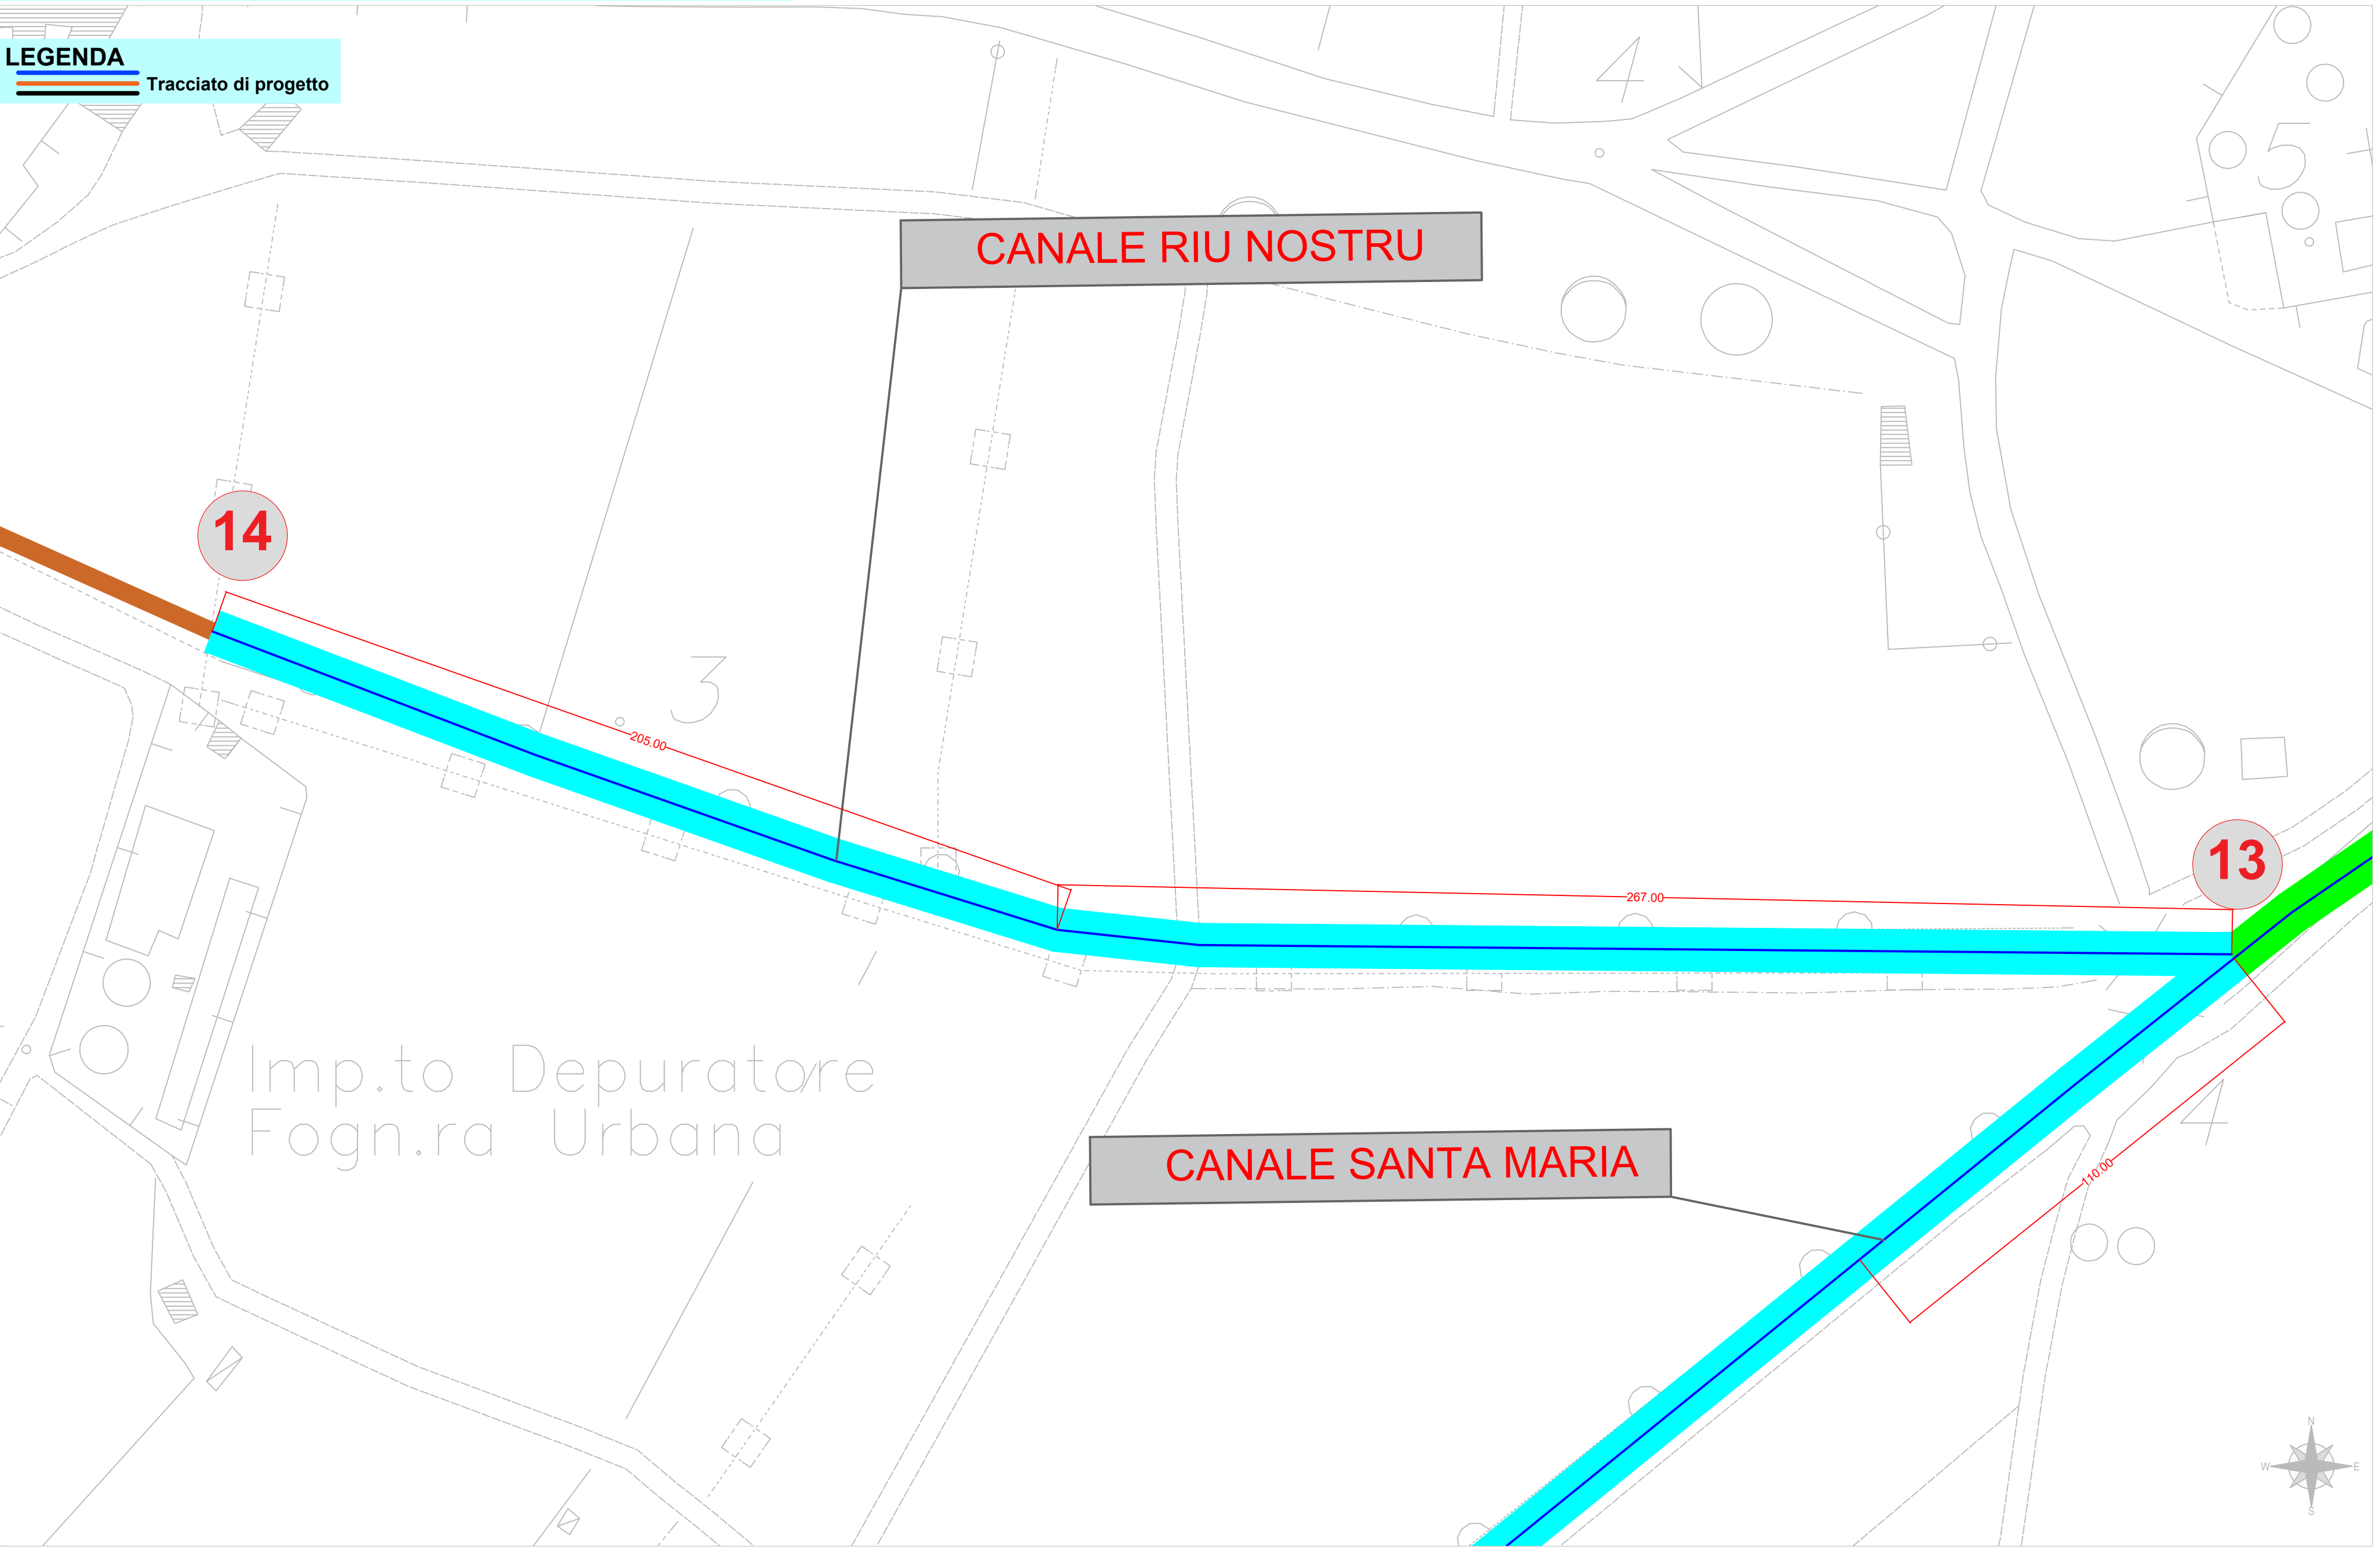 LEGENDA
Tracciato di progetto
4
5
CANALE RIU NOSTRU
14
3
205.00
267.00
13
Imp.to Depuratore
Fogn.ra Urbana
CANALE SANTA MARIA
4
110.00
N
W E
S